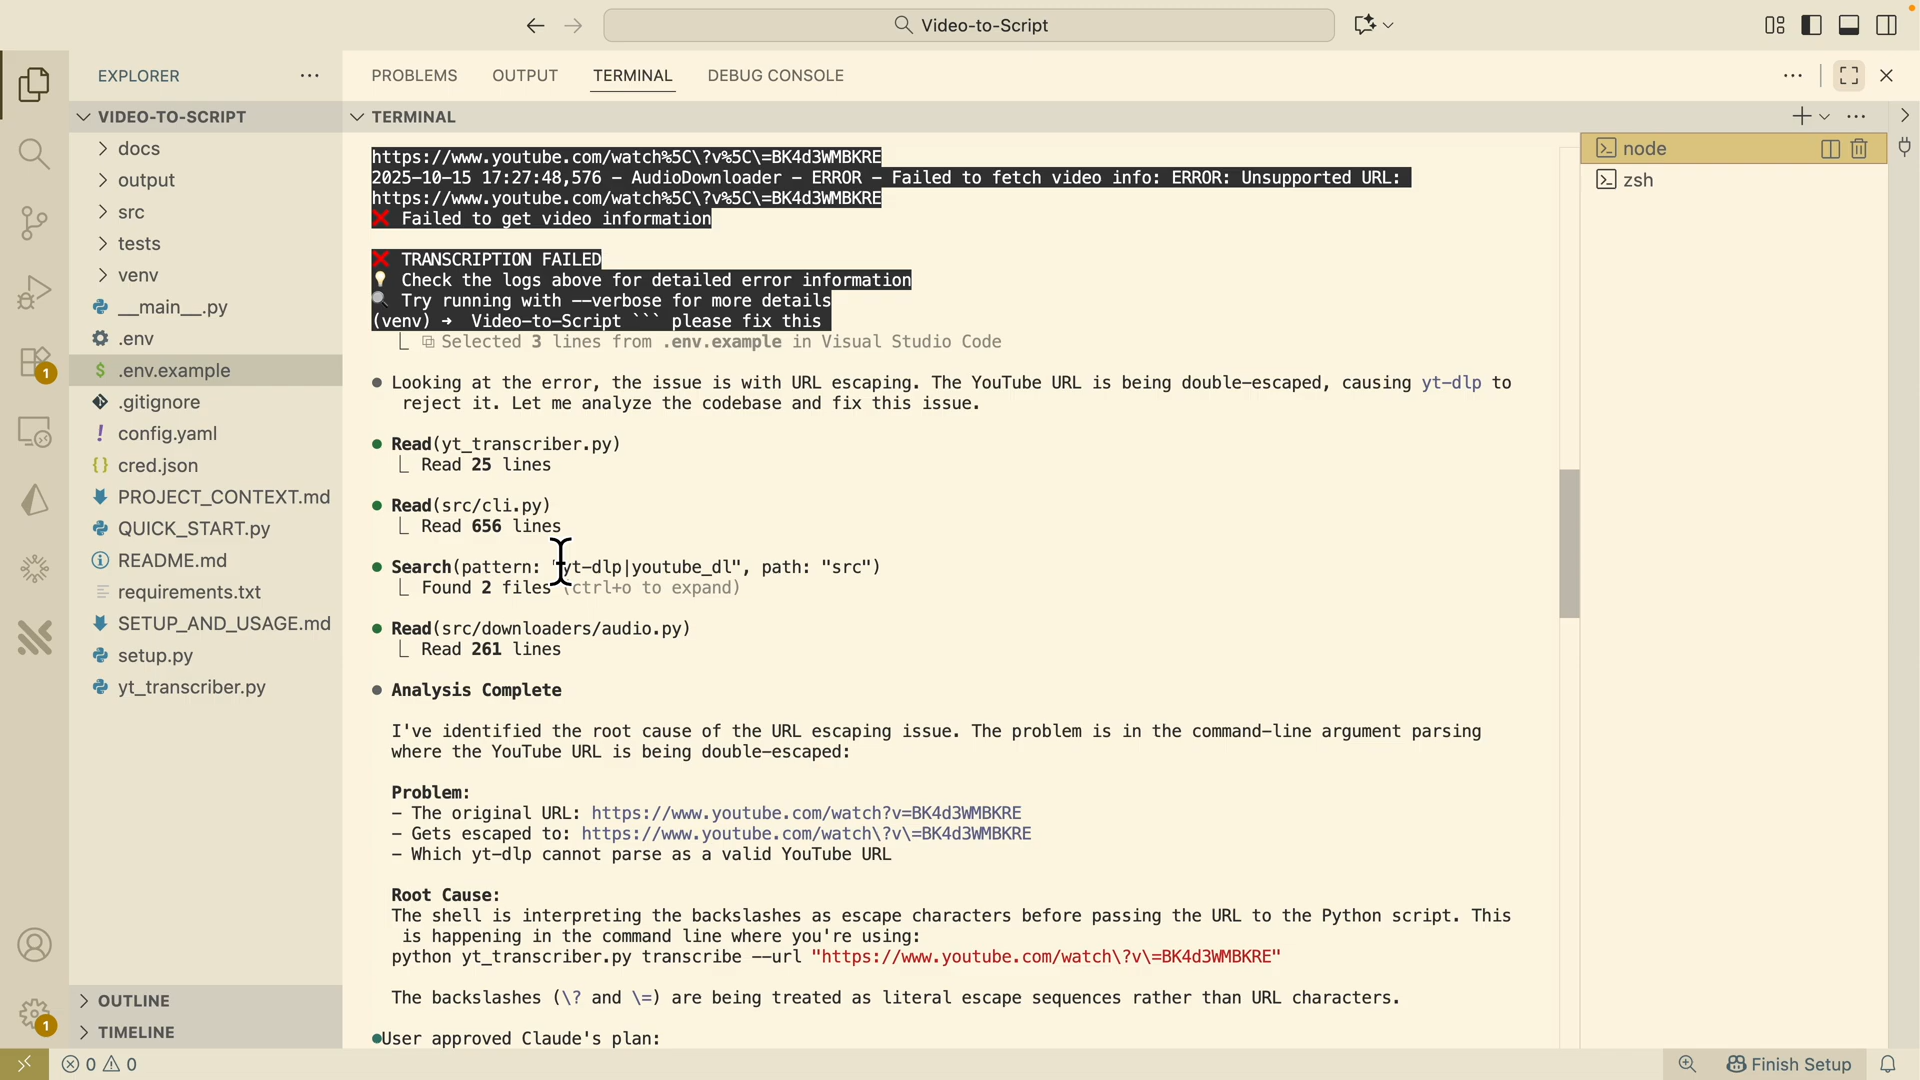 Video-to-Script
EXPLORER
PROBLEMS
OUTPUT
TERMINAL
DEBUG CONSOLE
VIDEO-TO-SCRIPT
docs
output
src
tests
venv
__main__.py
.env
$ .env.example
.gitignore
! config.yaml
{} cred.json
PROJECT_CONTEXT.md
QUICK_START.py
README.md
requirements.txt
SETUP_AND_USAGE.md
setup.py
yt_transcriber.py
OUTLINE
TIMELINE
1
1
TERMINAL
https://www.youtube.com/watch%5C\?v%5C\=BK4d3WMBKRE
2025-10-15 17:27:48,576 - AudioDownloader - ERROR - Failed to fetch video info: ERROR: Unsupported URL:
https://www.youtube.com/watch%5C\?v%5C\=BK4d3WMBKRE
❌ Failed to get video information
❌ TRANSCRIPTION FAILED
💡 Check the logs above for detailed error information
🔍 Try running with --verbose for more details
(venv) → Video-to-Script ``` please fix this
Selected 3 lines from .env.example in Visual Studio Code
Looking at the error, the issue is with URL escaping. The YouTube URL is being double-escaped, causing yt-dlp to
reject it. Let me analyze the codebase and fix this issue.
Read(yt_transcriber.py)
Read 25 lines
Read(src/cli.py)
Read 656 lines
Search(pattern: "yt-dlp|youtube_dl", path: "src")
Found 2 files (ctrl+o to expand)
Read(src/downloaders/audio.py)
Read 261 lines
Analysis Complete
I've identified the root cause of the URL escaping issue. The problem is in the command-line argument parsing
where the YouTube URL is being double-escaped:
Problem:
- The original URL: https://www.youtube.com/watch?v=BK4d3WMBKRE
- Gets escaped to: https://www.youtube.com/watch\?v\=BK4d3WMBKRE
- Which yt-dlp cannot parse as a valid YouTube URL
Root Cause:
The shell is interpreting the backslashes as escape characters before passing the URL to the Python script. This
is happening in the command line where you're using:
python yt_transcriber.py transcribe --url "https://www.youtube.com/watch\?v\=BK4d3WMBKRE"
The backslashes (\? and \=) are being treated as literal escape sequences rather than URL characters.
User approved Claude's plan:
node
zsh
0 0
Finish Setup